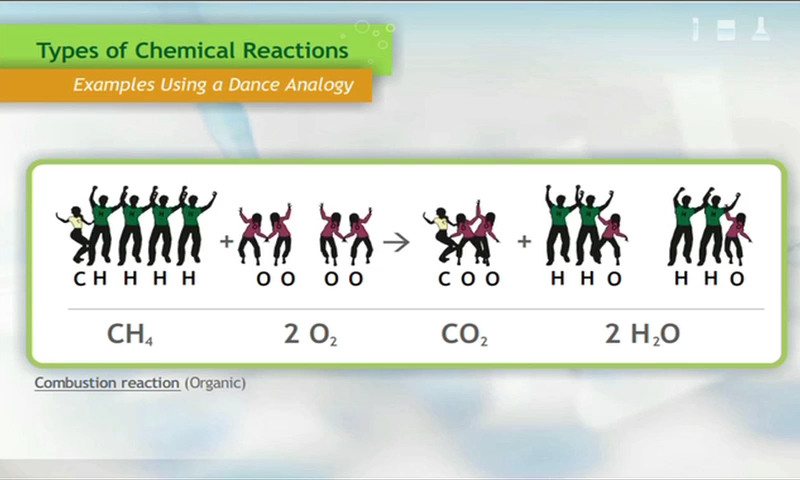 Types of Chemical Reactions
Examples Using a Dance Analogy
C H H H H + O O O O → C O O + H H O H H O
CH₄ 2 O₂ CO₂ 2 H₂O
Combustion reaction (Organic)